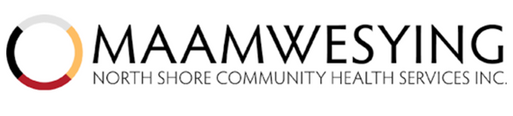 MAAMWESYING
NORTH SHORE COMMUNITY HEALTH SERVICES INC.